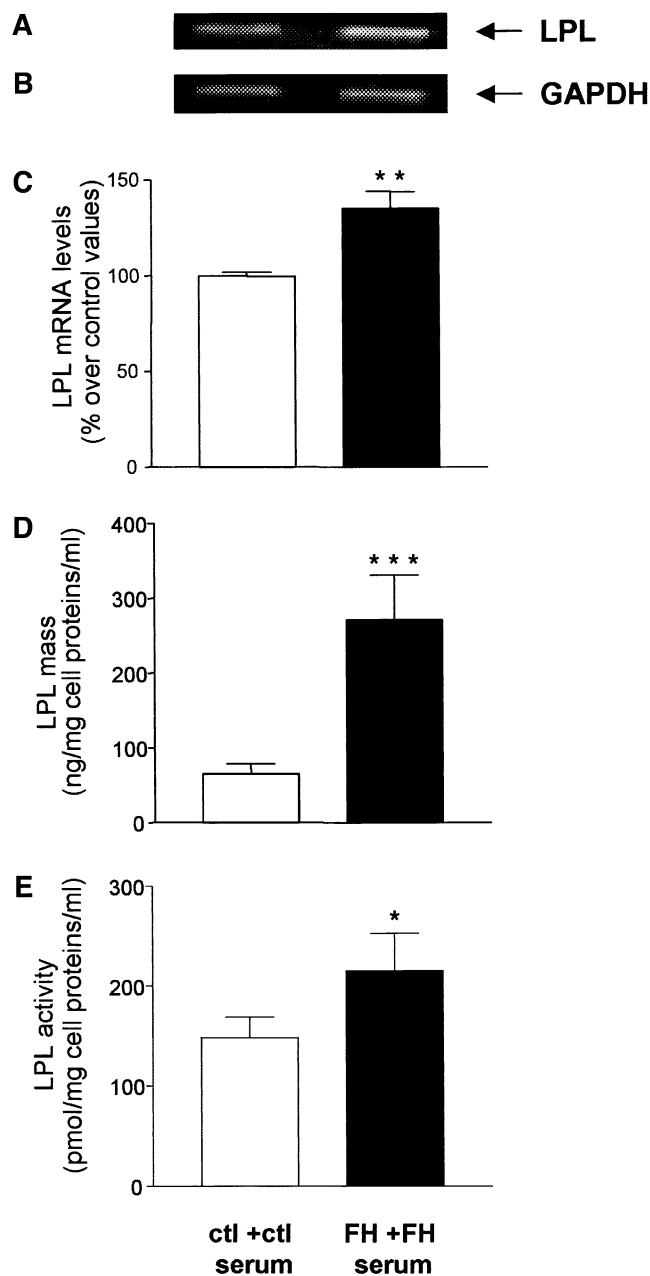 A
LPL
B
GAPDH
C
LPL mRNA levels
(% over control values)
150
100
50
0
* *
D
LPL mass
(ng/mg cell proteins/ml)
400
300
200
100
0
* * *
E
LPL activity
(pmol/mg cell proteins/ml)
300
200
100
0
*
ctl +ctl
serum
FH +FH
serum